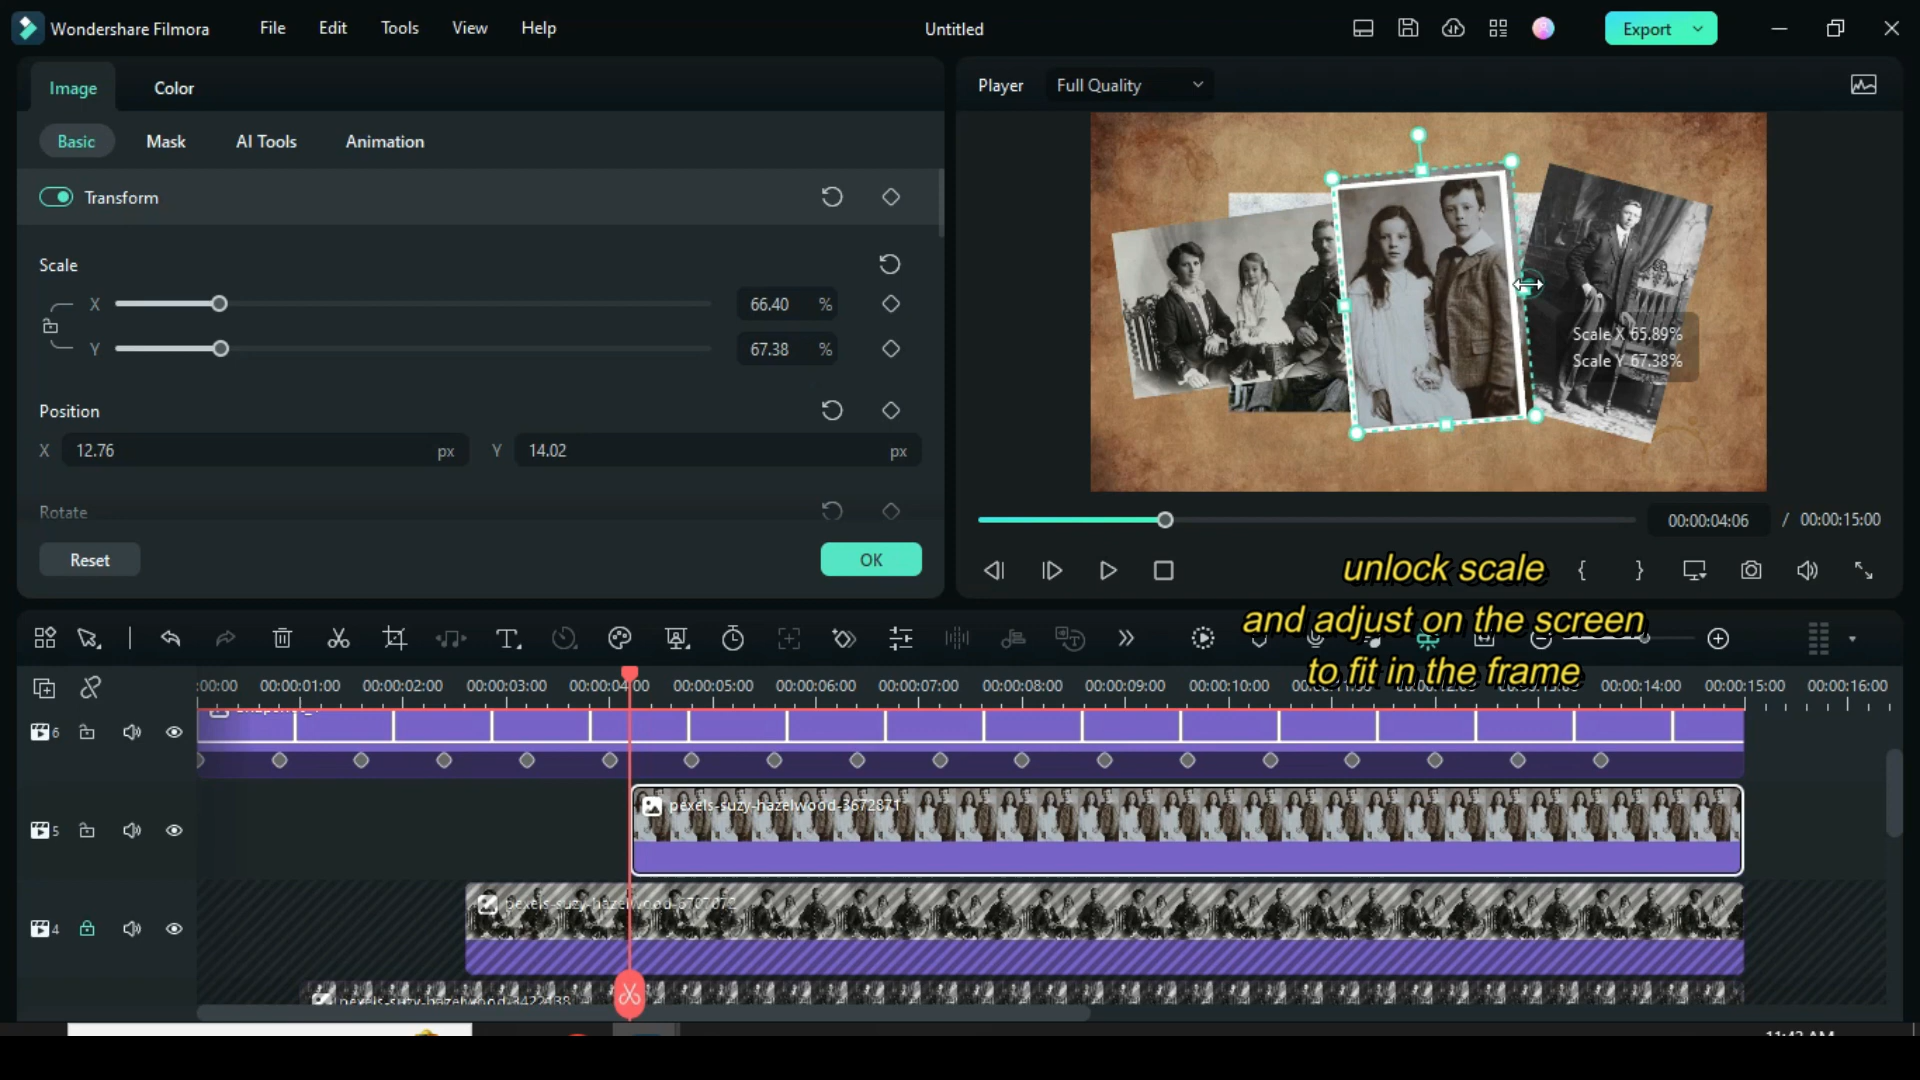 Wondershare Filmora File Edit Tools View Help Untitled Export
Image Color
Player Full Quality
Basic Mask AI Tools Animation
Transform
Scale
X 66.40 %
Y 67.38 %
Scale X 65.89%
Scale Y 67.38%
Position
X 12.76 px Y 14.02 px
Rotate
00:00:04:06 / 00:00:15:00
Reset OK
unlock scale
and adjust on the screen
to fit in the frame
:00:00 00:00:01:00 00:00:02:00 00:00:03:00 00:00:04:00 00:00:05:00 00:00:06:00 00:00:07:00 00:00:08:00 00:00:09:00 00:00:10:00 00:00:14:00 00:00:15:00 00:00:16:00
6
pexels-suzy-hazelwood-3672871
5
pexels-suzy-hazelwood-3707072
4
pexels-suzy-hazelwood-3422138
11:43 AM